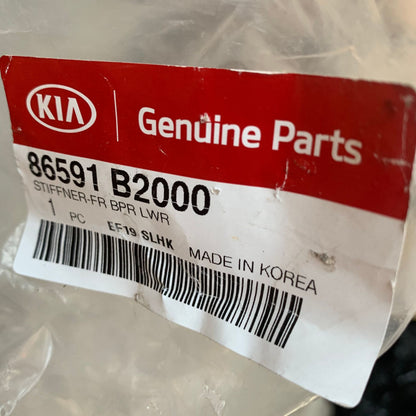 KIA Genuine Parts
86591 B2000
STIFFNER-FR BPR LWR
1 PC EF19 SLHK MADE IN KOREA